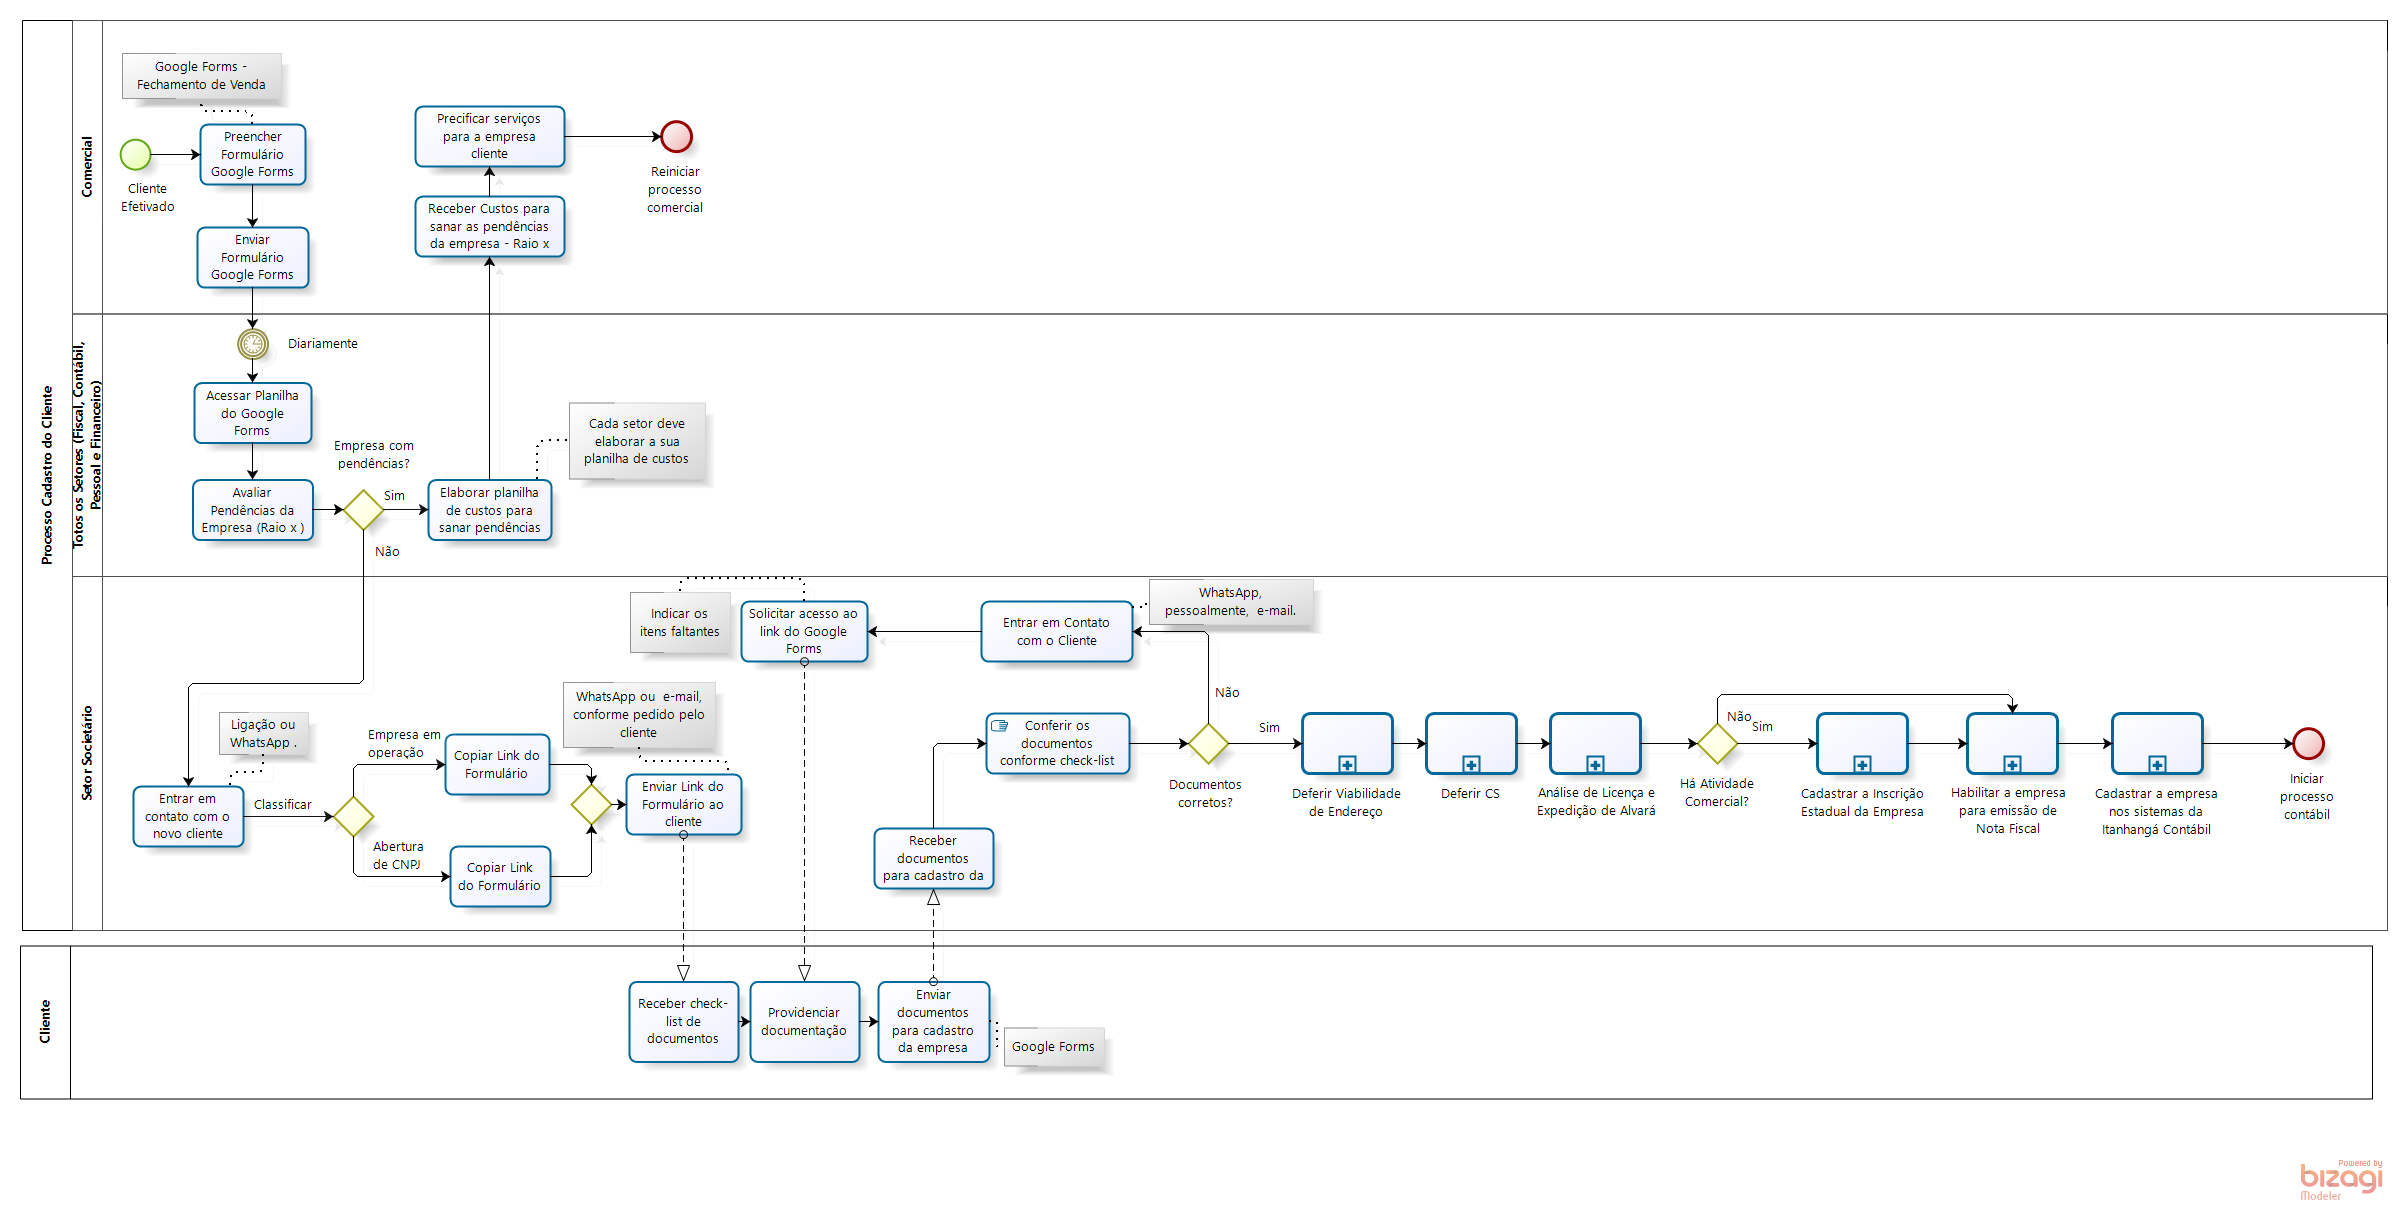 Processo Cadastro do Cliente
Comercial
Google Forms -
Fechamento de Venda
Cliente
Efetivado
Preencher
Formulário
Google Forms
Enviar
Formulário
Google Forms
Precificar serviços
para a empresa
cliente
Receber Custos para
sanar as pendências
da empresa - Raio x
Reiniciar
processo
comercial
Totos os Setores (Fiscal, Contábil,
Pessoal e Financeiro)
Diariamente
Acessar Planilha
do Google
Forms
Avaliar
Pendências da
Empresa (Raio x )
Empresa com
pendências?
Sim
Não
Elaborar planilha
de custos para
sanar pendências
Cada setor deve
elaborar a sua
planilha de custos
Setor Societário
Ligação ou
WhatsApp .
Entrar em
contato com o
novo cliente
Classificar
Empresa em
operação
Abertura
de CNPJ
Copiar Link do
Formulário
Copiar Link
do Formulário
WhatsApp ou  e-mail,
conforme pedido pelo
cliente
Enviar Link do
Formulário ao
cliente
Indicar os
itens faltantes
Solicitar acesso ao
link do Google
Forms
Entrar em Contato
com o Cliente
WhatsApp,
pessoalmente,  e-mail.
Receber
documentos
para cadastro da
Conferir os
documentos
conforme check-list
Documentos
corretos?
Não
Sim
Deferir Viabilidade
de Endereço
Deferir CS
Análise de Licença e
Expedição de Alvará
Há Atividade
Comercial?
Não
Sim
Cadastrar a Inscrição
Estadual da Empresa
Habilitar a empresa
para emissão de
Nota Fiscal
Cadastrar a empresa
nos sistemas da
Itanhangá Contábil
Iniciar
processo
contábil
Cliente
Receber check-
list de
documentos
Providenciar
documentação
Enviar
documentos
para cadastro
da empresa
Google Forms
Powered by
bizagi
Modeler